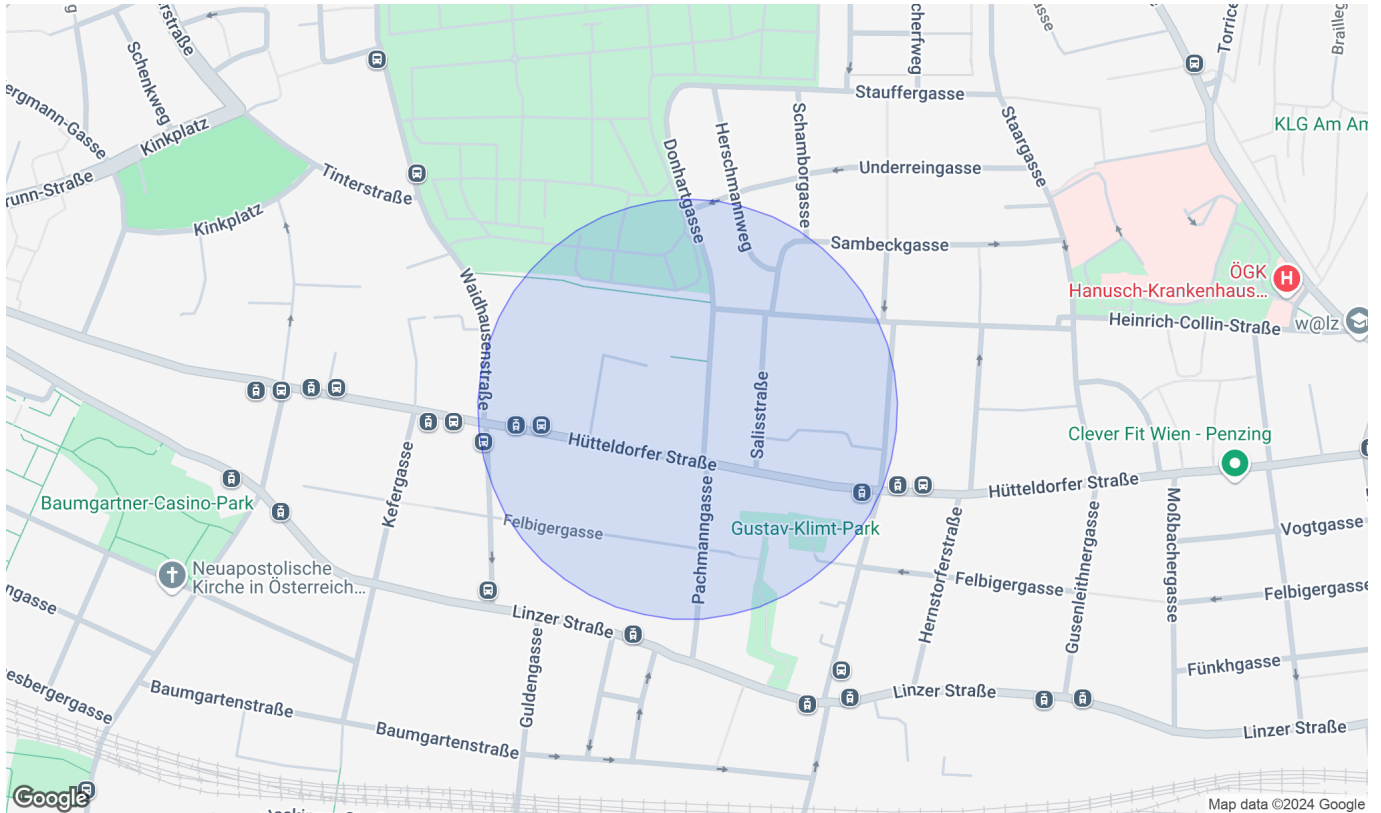 Schenkweg
Kinkplatz
Tinterstraße
Kinkplatz
Waidhausenstraße
Donhartgasse
Herschmannweg
Schamborgasse
Stauffergasse
Underreingasse
Sambeckgasse
Staargasse
KLG Am Am
ÖGK
Hanusch-Krankenhaus...
Heinrich-Collin-Straße
w@lz
Salisstraße
Hütteldorfer Straße
Pachmanngasse
Kefergasse
Felbigergasse
Gustav-Klimt-Park
Clever Fit Wien - Penzing
Hütteldorfer Straße
Baumgartner-Casino-Park
Neuapostolische
Kirche in Österreich...
Linzer Straße
Guldengasse
Hernstorferstraße
Felbigergasse
Gusenleithnergasse
Moßbachergasse
Vogtgasse
Felbigergasse
Fünkhgasse
Linzer Straße
Linzer Straße
Baumgartenstraße
Baumgartenstraße
Google
Map data ©2024 Google